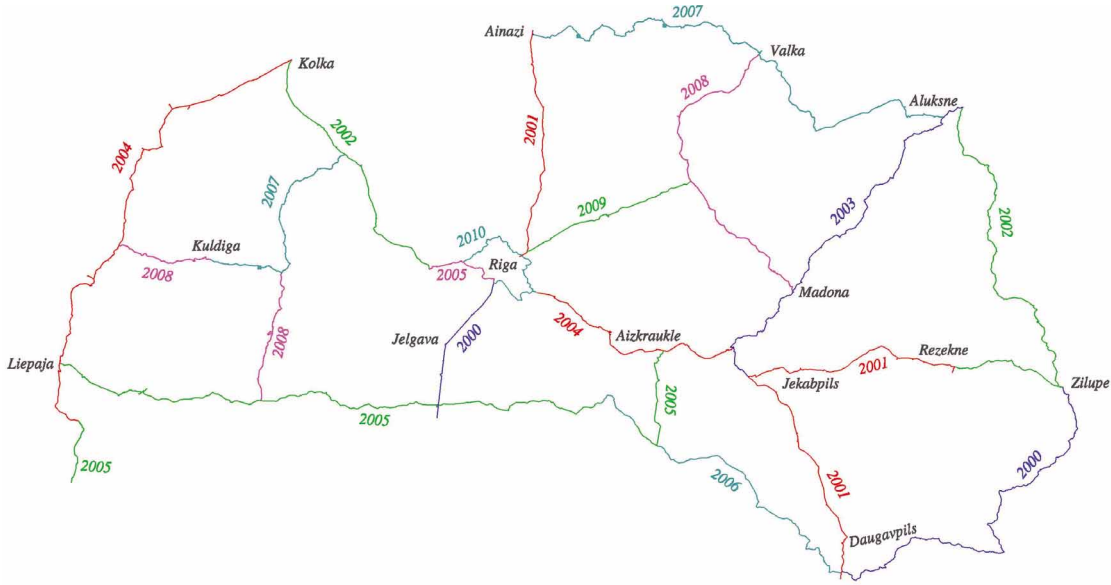 2007
Ainazi
Valka
Kolka
2008
Aluksne
2002
2001
2004
2007
2009
2003
2002
2010
Kuldiga
Riga
2008
2005
Madona
2004
Aizkraukle
2008
Jelgava
2000
Rezekne
Liepaja
2001
Jekabpils
Zilupe
2005
2005
2005
2000
2006
2001
Daugavpils